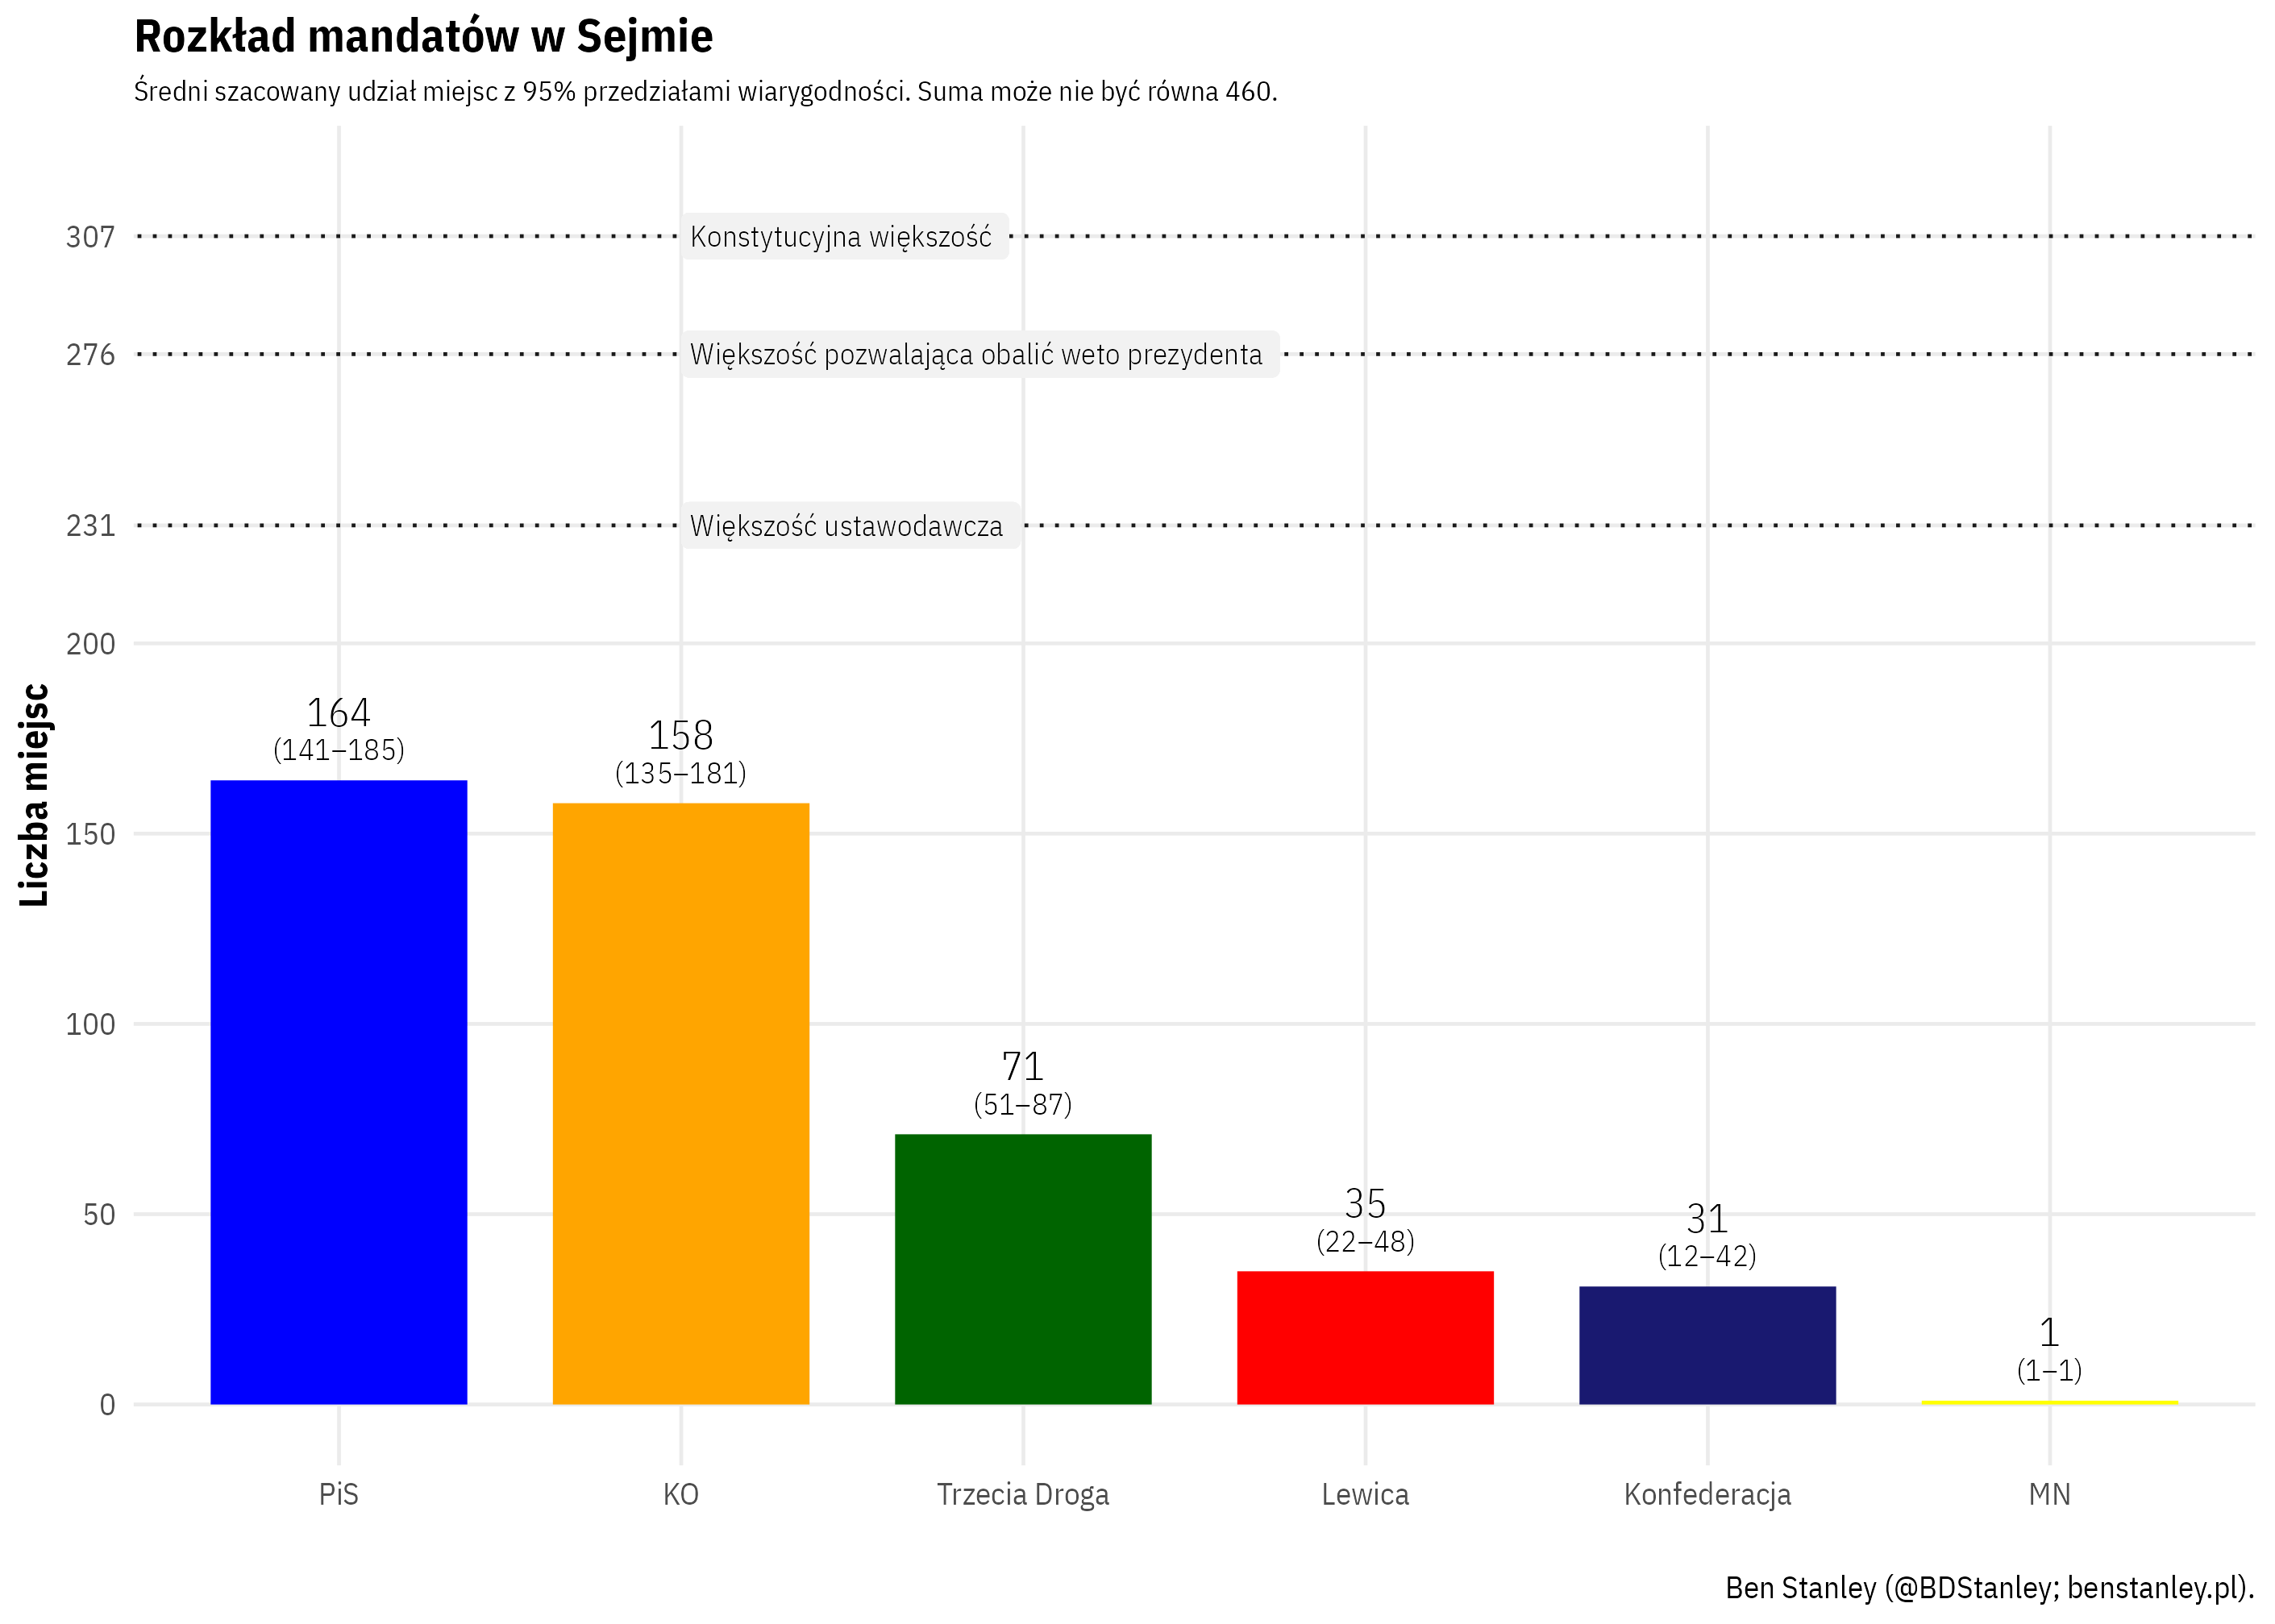 Rozkład mandatów w Sejmie
Średni szacowany udział miejsc z 95% przedziałami wiarygodności. Suma może nie być równa 460.
Liczba miejsc
307
Konstytucyjna większość
276
Większość pozwalająca obalić weto prezydenta
231
Większość ustawodawcza
200
150
100
50
0
164
(141–185)
158
(135–181)
71
(51–87)
35
(22–48)
31
(12–42)
1
(1–1)
PiS
KO
Trzecia Droga
Lewica
Konfederacja
MN
Ben Stanley (@BDStanley; benstanley.pl).